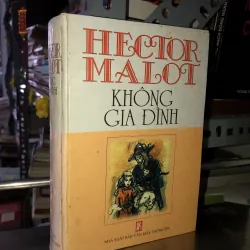 HECTOR
MALOT
KHÔNG
GIA ĐÌNH